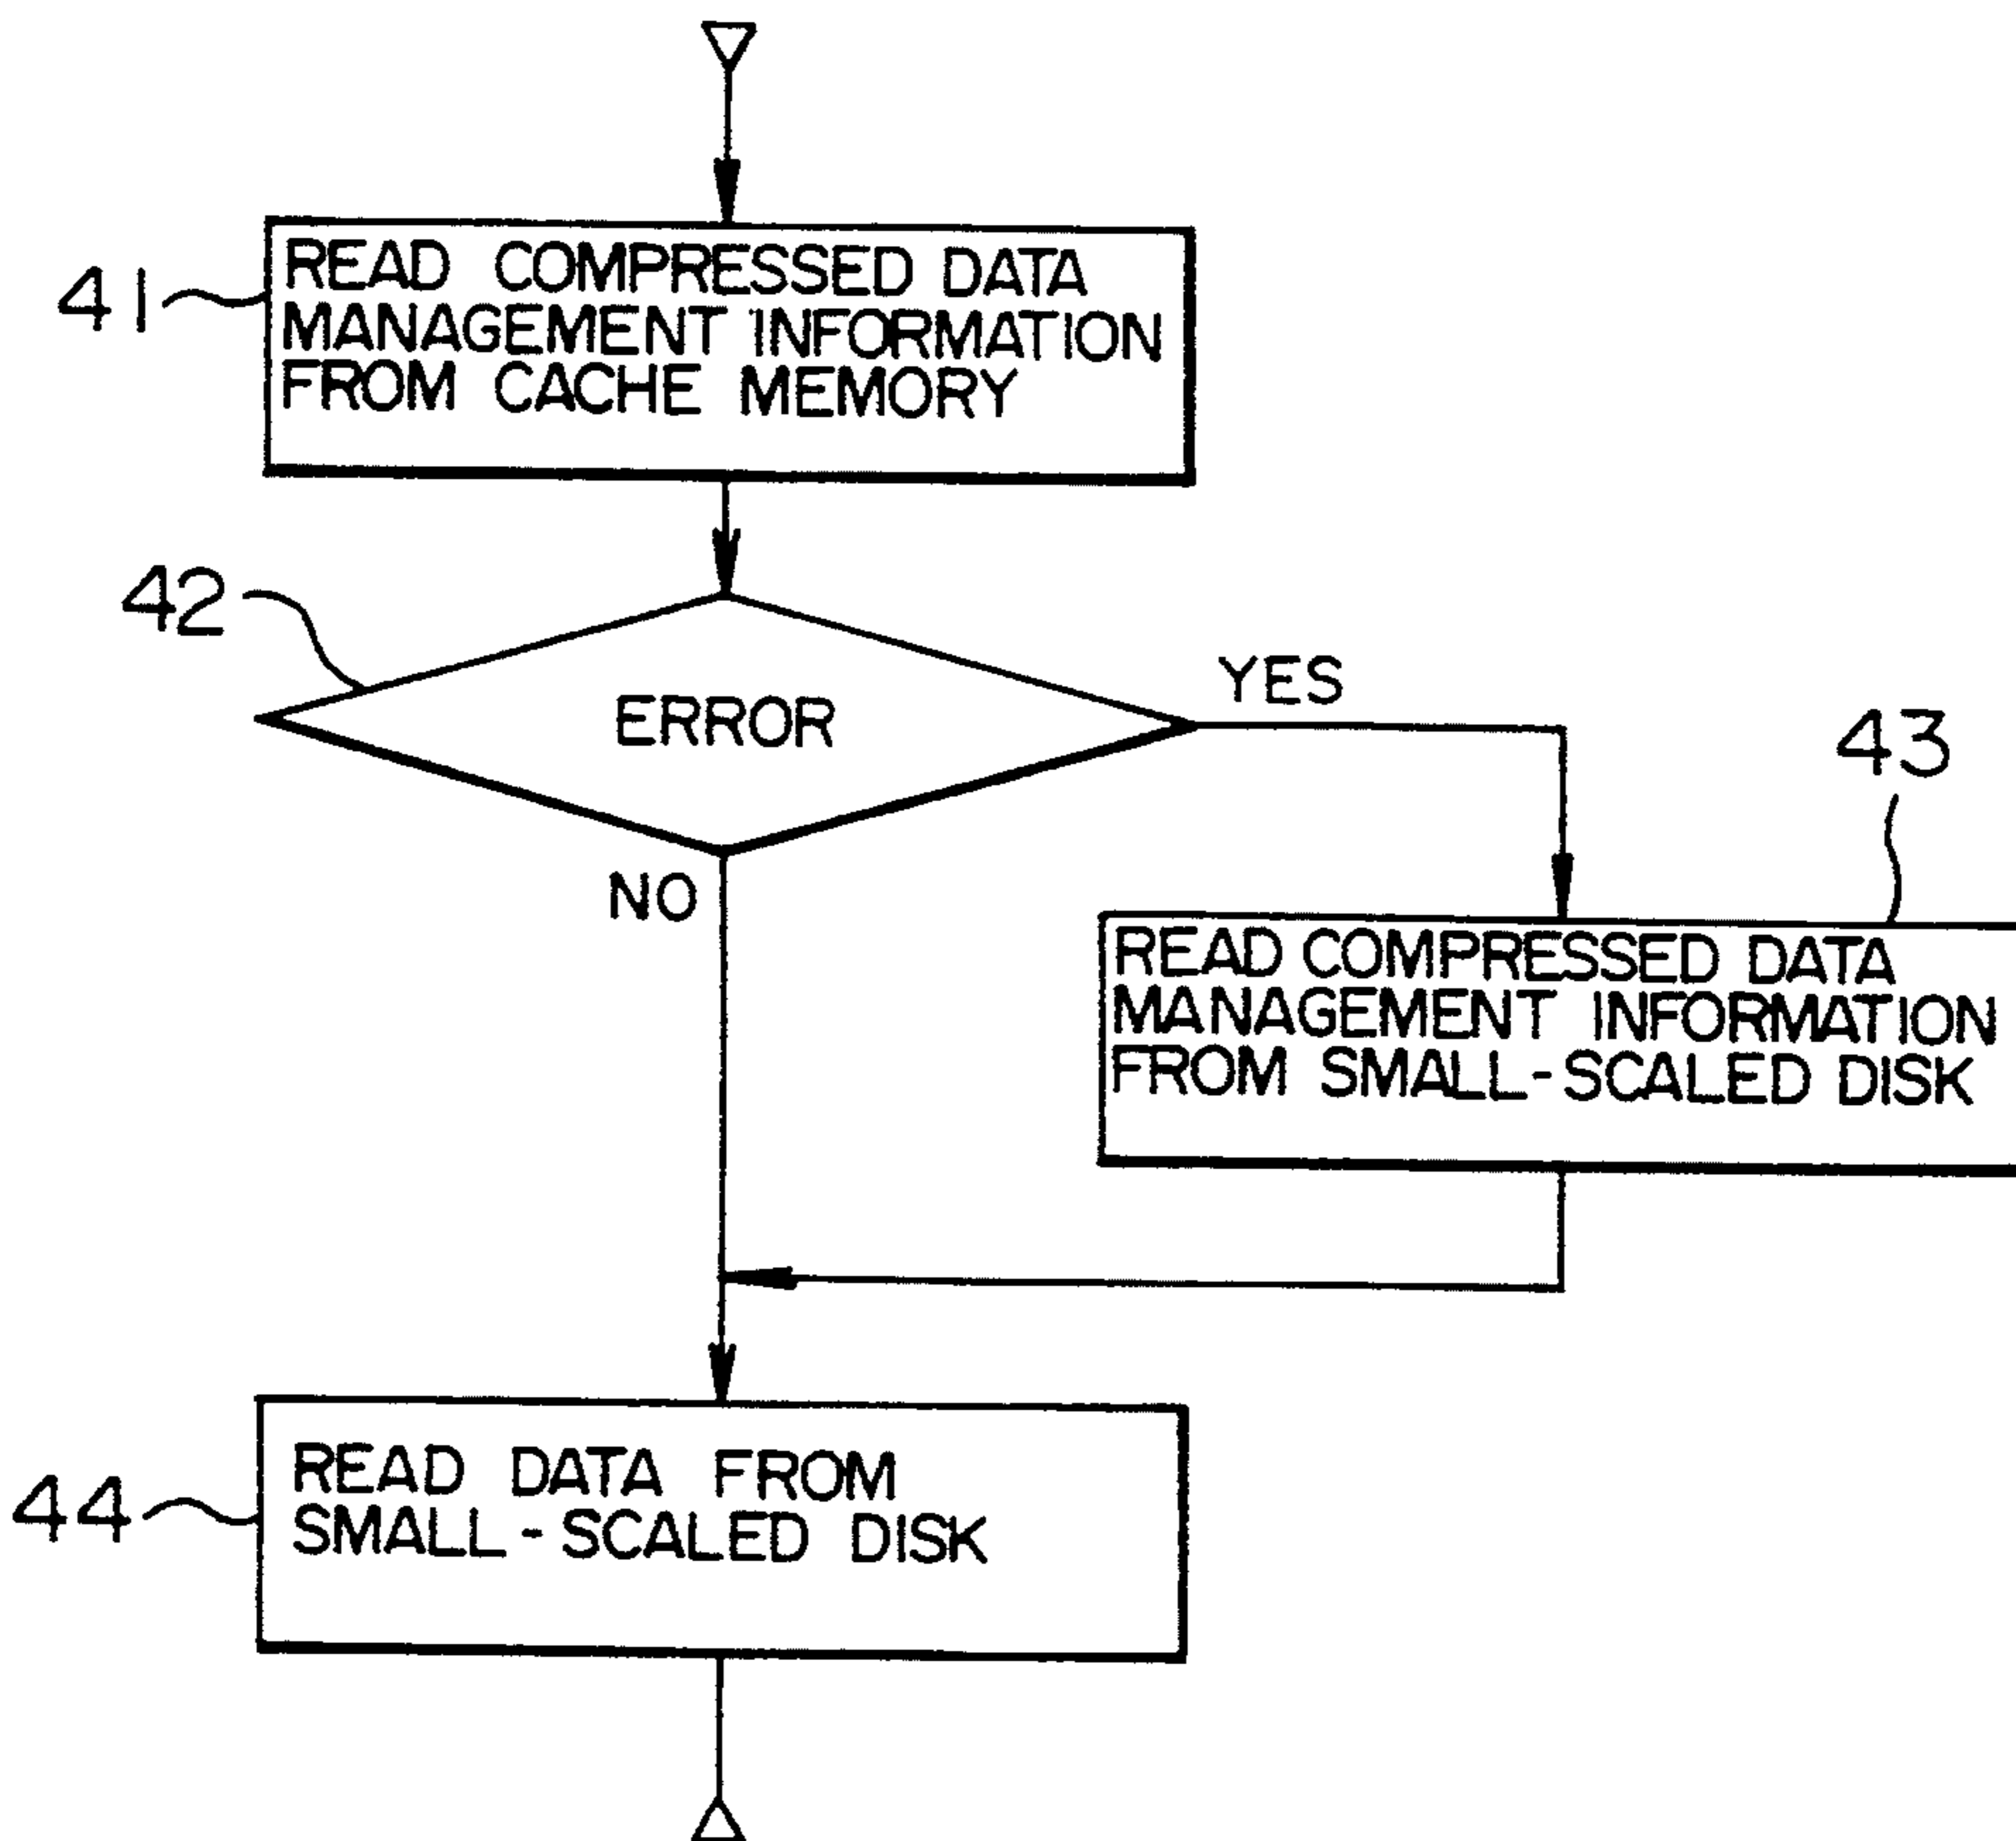 41
READ COMPRESSED DATA
MANAGEMENT INFORMATION
FROM CACHE MEMORY
42
ERROR
YES
NO
43
READ COMPRESSED DATA
MANAGEMENT INFORMATION
FROM SMALL-SCALED DISK
44
READ DATA FROM
SMALL-SCALED DISK